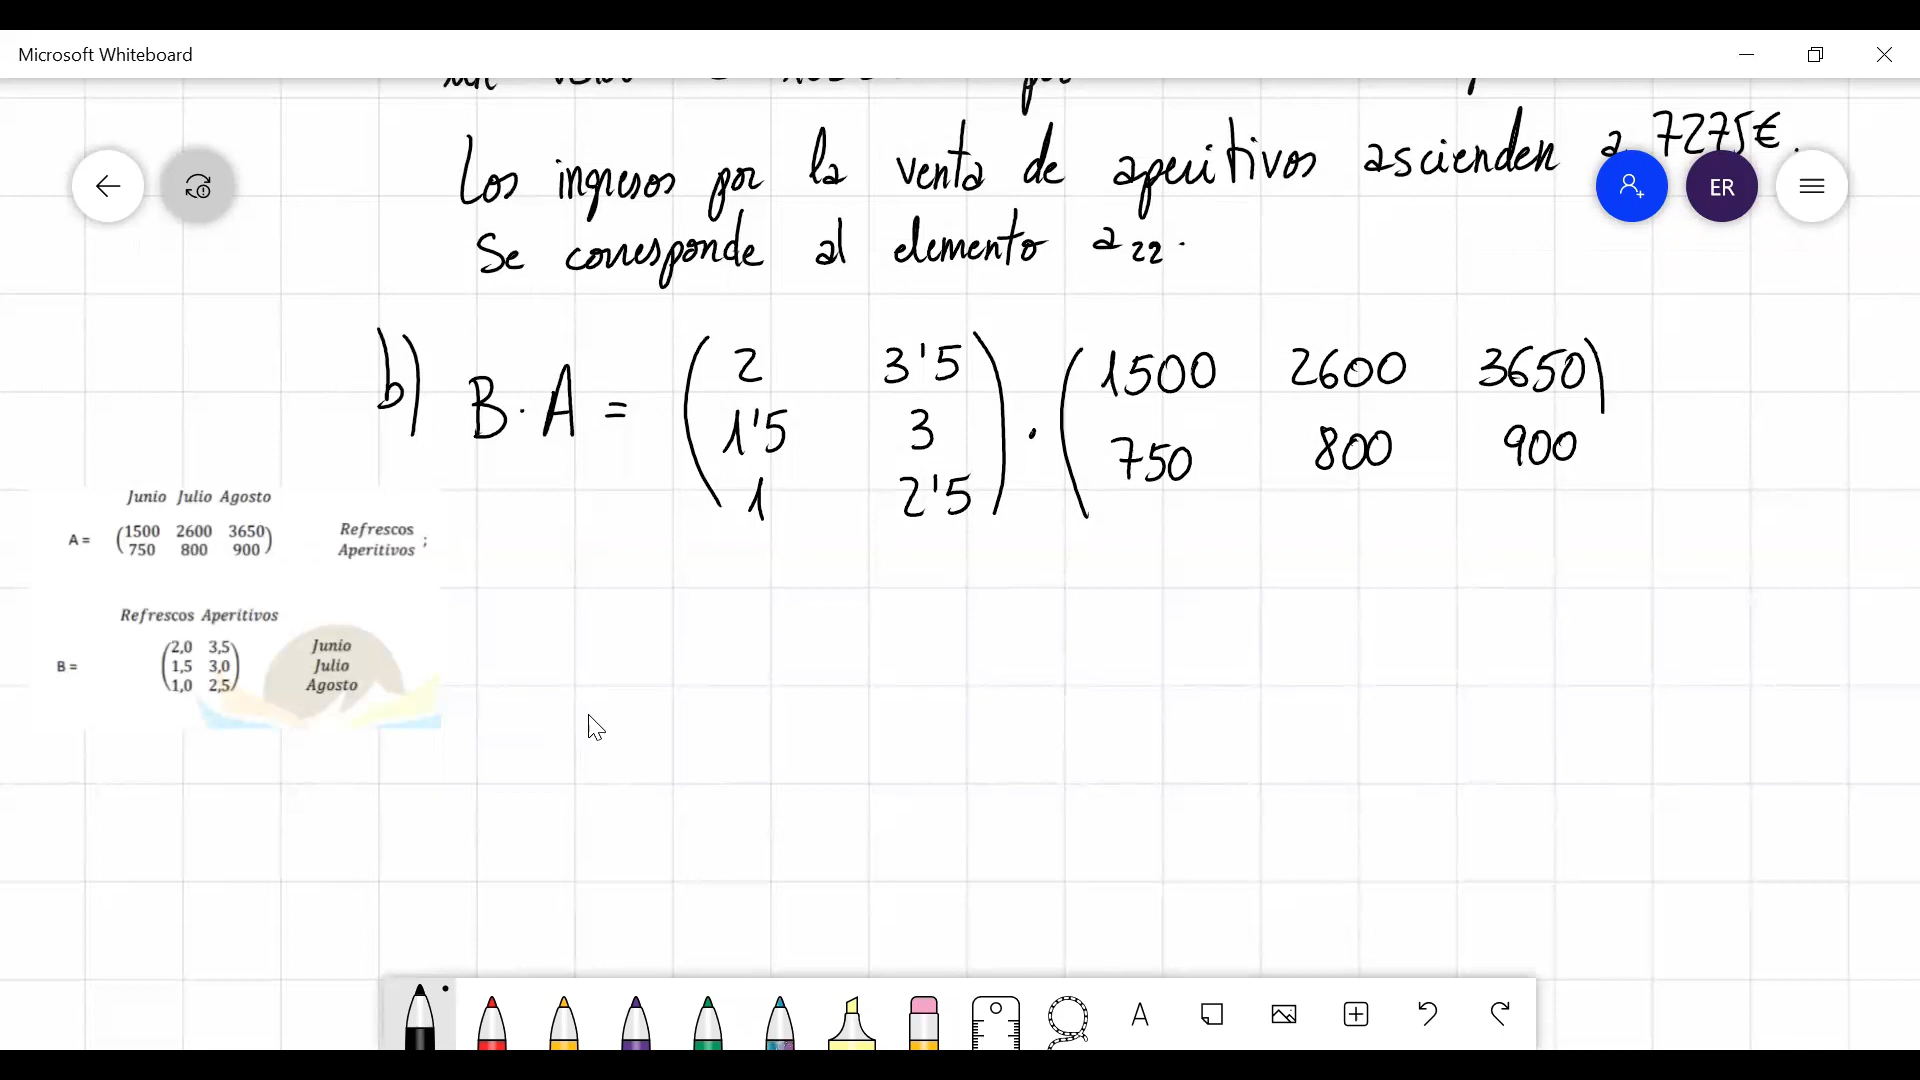 Microsoft Whiteboard
Los ingresos por la venta de aperitivos ascienden a 7275€.
Se corresponde al elemento a22.
ER
b) B·A = ( 2 3'5 ) · ( 1500 2600 3650 )
1'5 3 750 800 900
1 2'5
Junio Julio Agosto
A = (1500 2600 3650) Refrescos
750 800 900 Aperitivos ;
Refrescos Aperitivos
(2,0 3,5) Junio
B = 1,5 3,0 Julio
1,0 2,5 Agosto
A